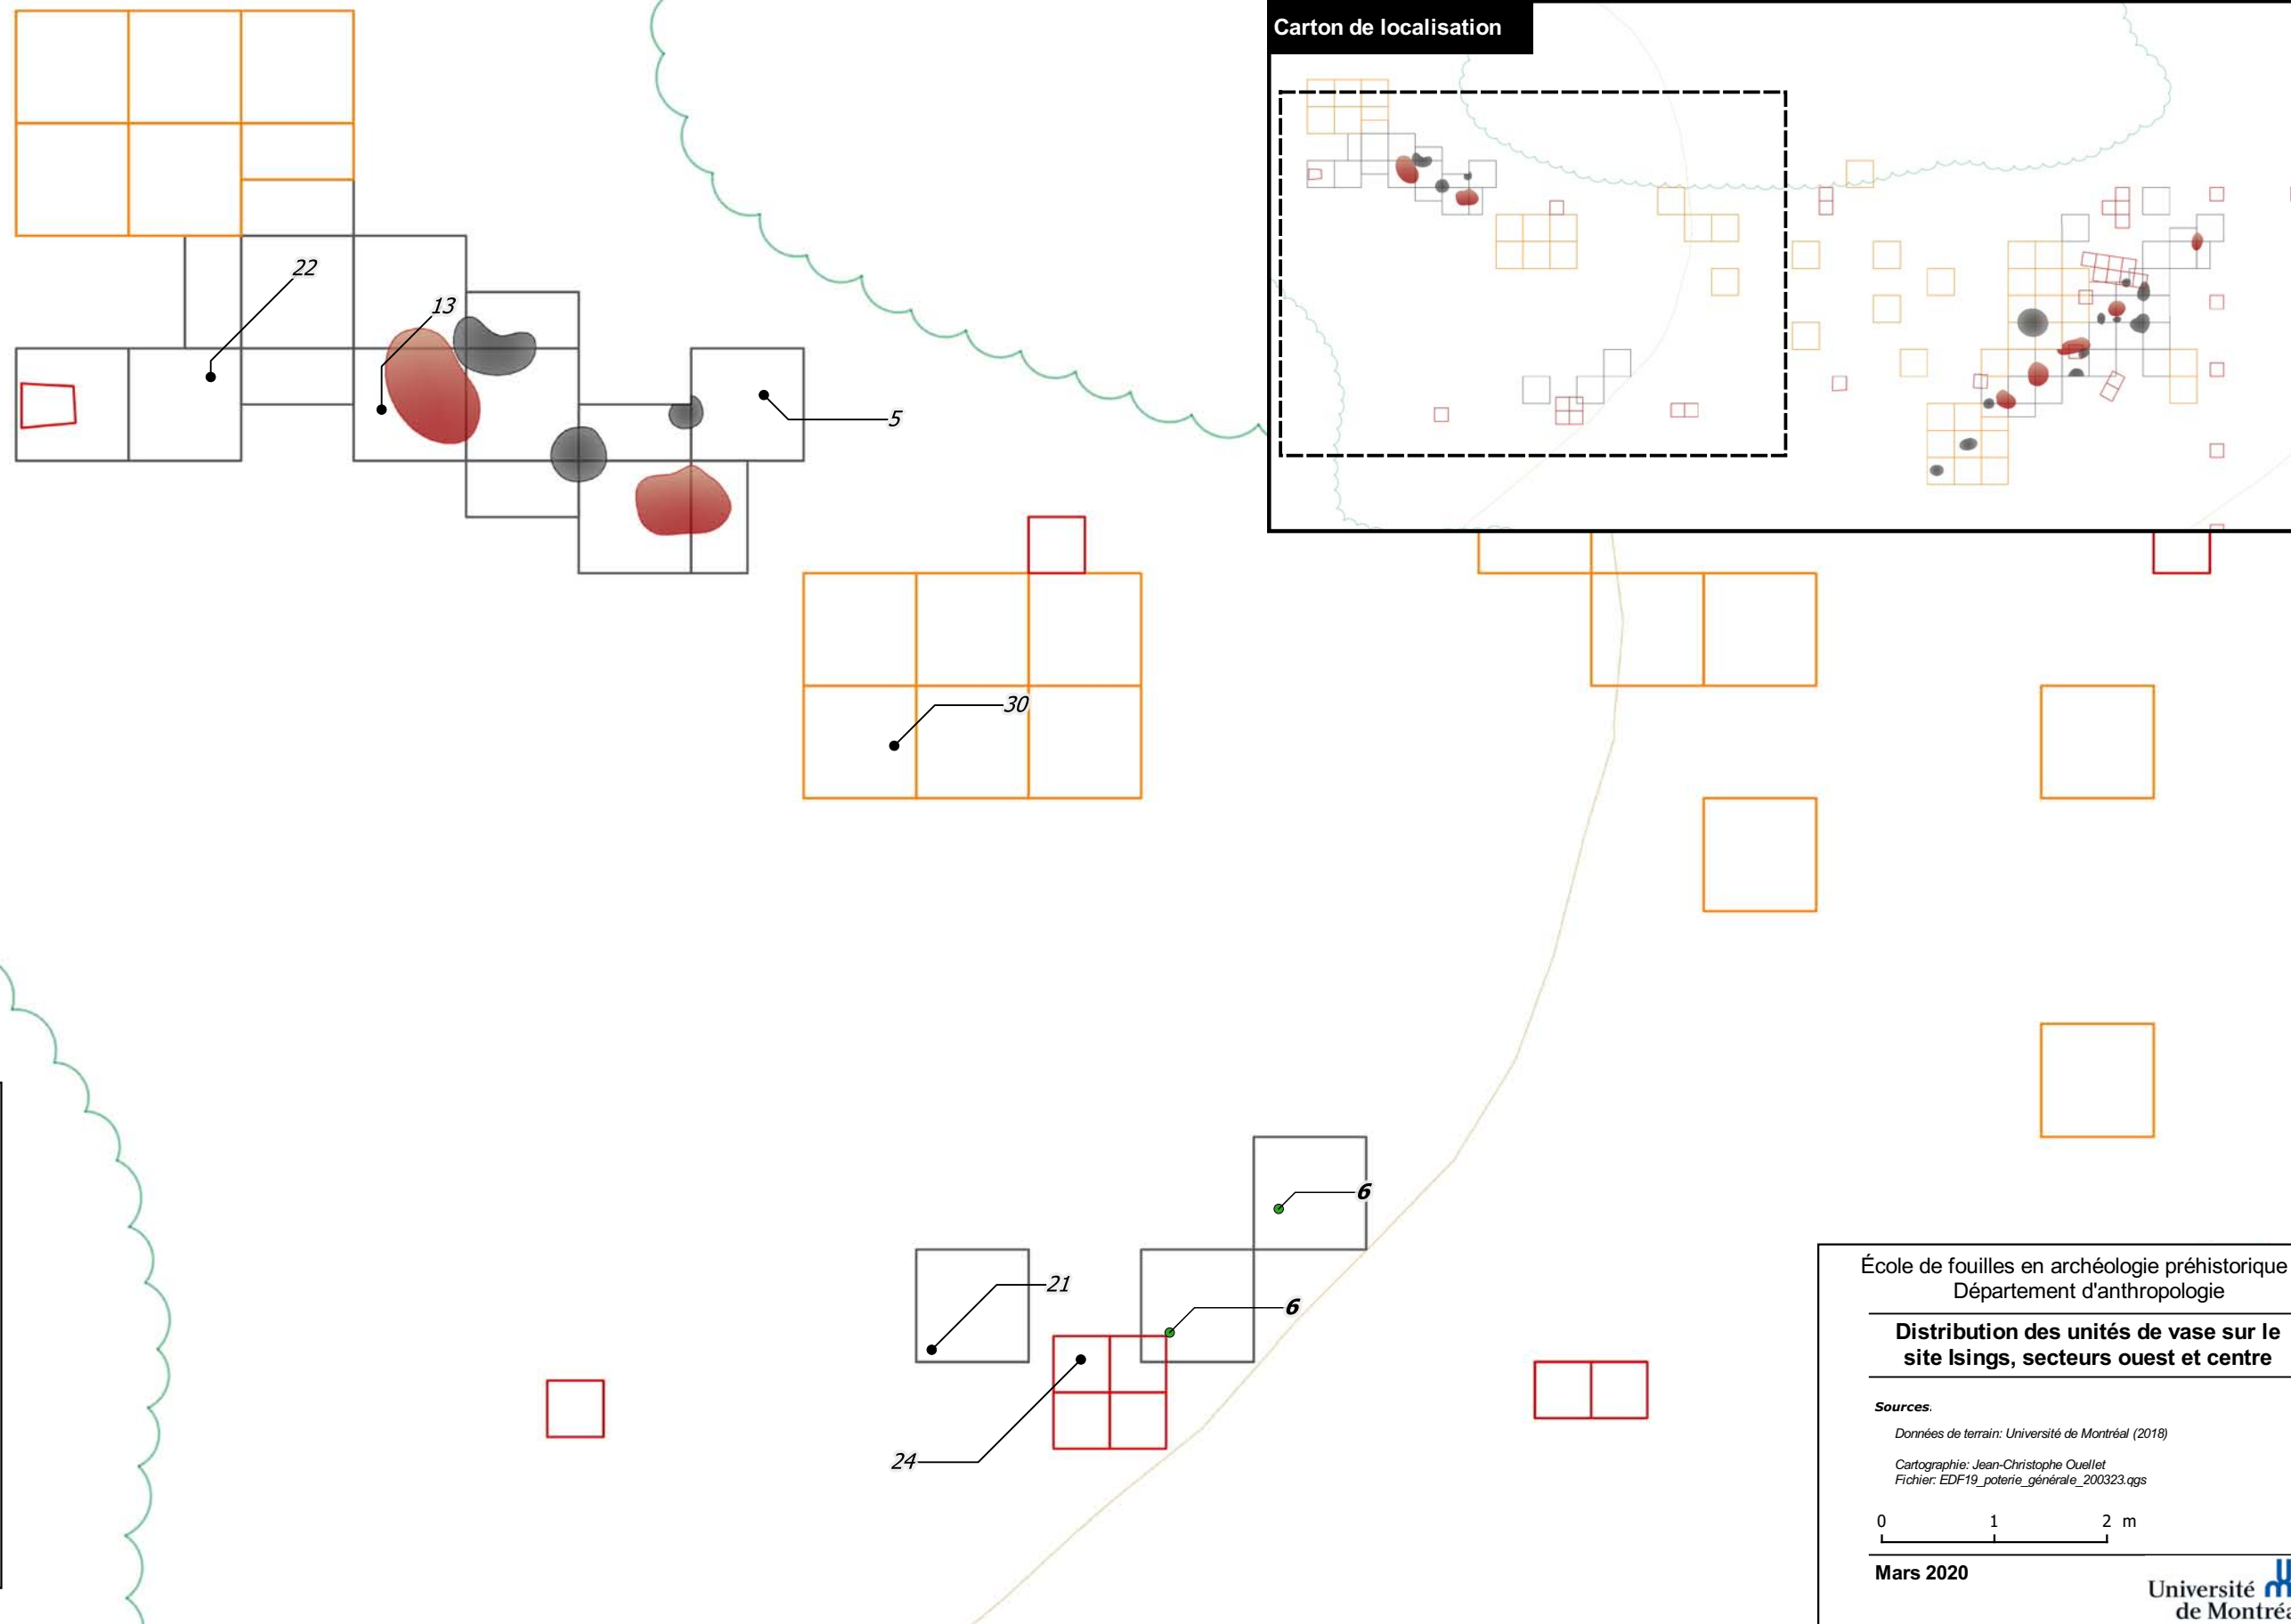 Carton de localisation
22
13
5
30
6
21
6
24
École de fouilles en archéologie préhistorique
Département d'anthropologie
Distribution des unités de vase sur le
site Isings, secteurs ouest et centre
Sources.
Données de terrain: Université de Montréal (2018)
Cartographie: Jean-Christophe Ouellet
Fichier: EDF19_poterie_générale_200323.qgs
0 1 2 m
Mars 2020
Université
de Montréa